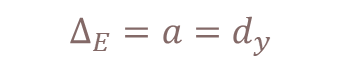 Δ_E = a = d_y